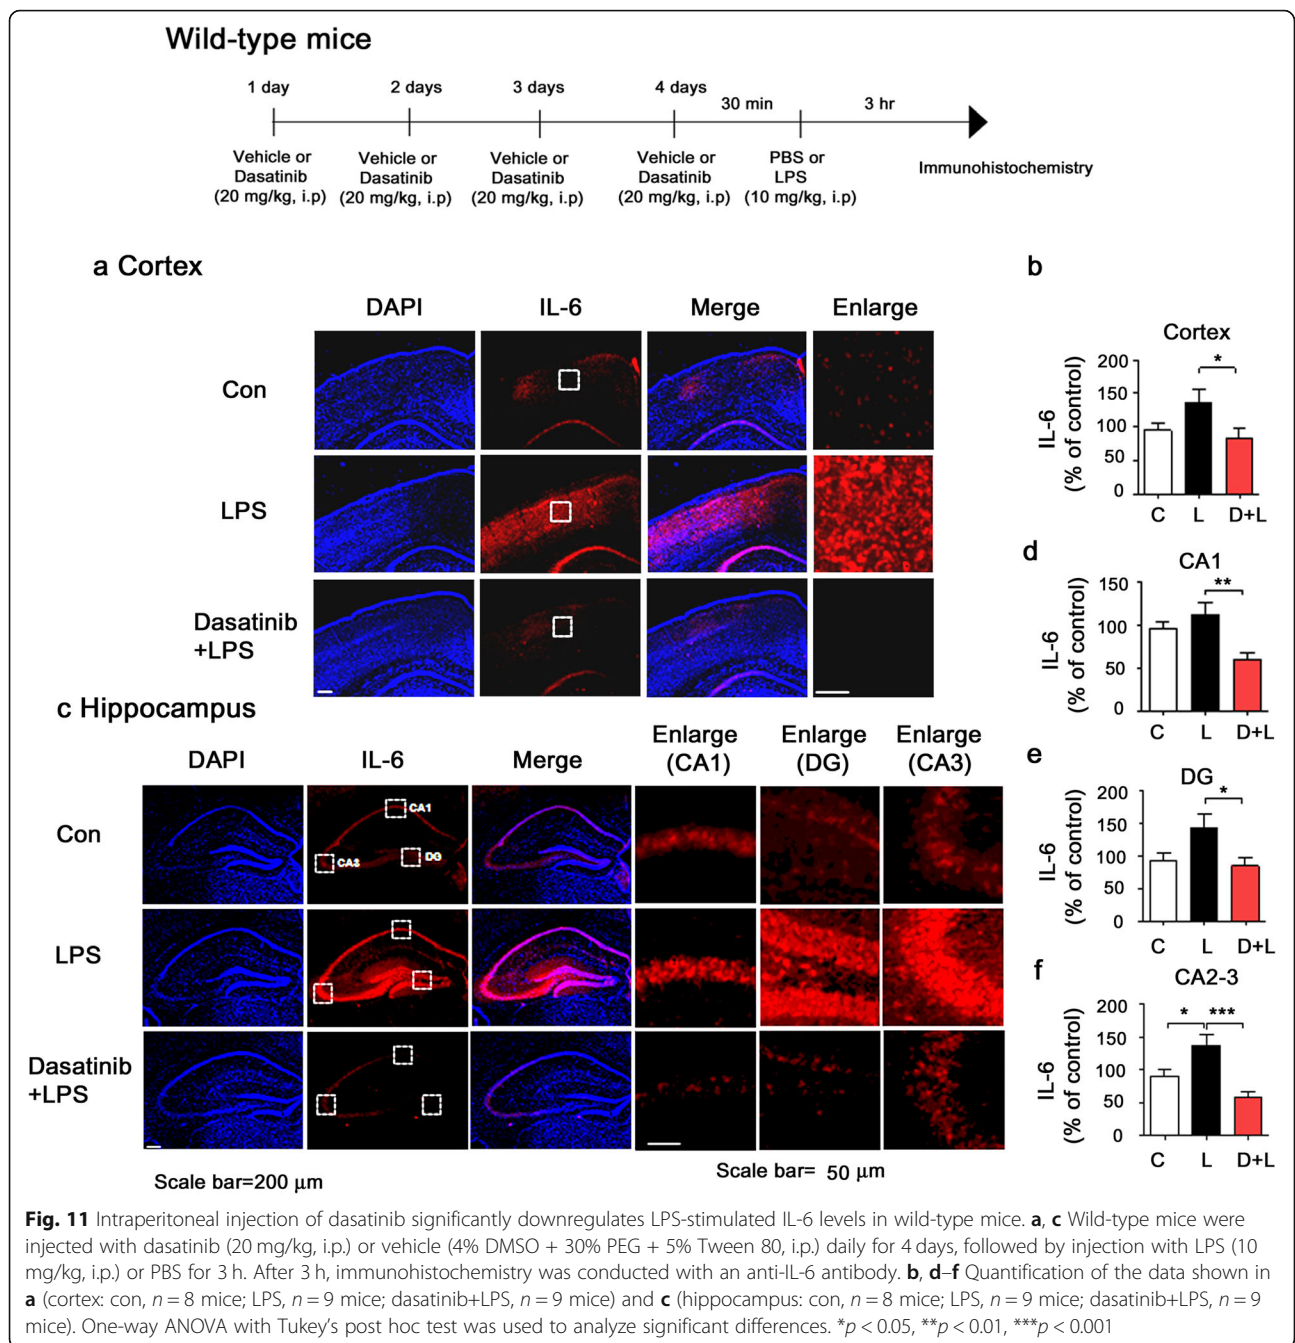 Wild-type mice
1 day 2 days 3 days 4 days 30 min 3 hr
Vehicle or Dasatinib (20 mg/kg, i.p)
Vehicle or Dasatinib (20 mg/kg, i.p)
Vehicle or Dasatinib (20 mg/kg, i.p)
Vehicle or Dasatinib (20 mg/kg, i.p)
PBS or LPS (10 mg/kg, i.p)
Immunohistochemistry
a Cortex
DAPI IL-6 Merge Enlarge
Con
LPS
Dasatinib
+LPS
b
Cortex
IL-6
(% of control)
200
150
100
50
0
*
C L D+L
c Hippocampus
DAPI IL-6 Merge Enlarge (CA1) Enlarge (DG) Enlarge (CA3)
Con
CA1
CA3
DG
LPS
Dasatinib
+LPS
Scale bar=200 μm
Scale bar= 50 μm
d
CA1
IL-6
(% of control)
150
100
50
0
**
C L D+L
e
DG
IL-6
(% of control)
200
150
100
50
0
*
C L D+L
f
CA2-3
IL-6
(% of control)
200
150
100
50
0
* ***
C L D+L
Fig. 11 Intraperitoneal injection of dasatinib significantly downregulates LPS-stimulated IL-6 levels in wild-type mice. a, c Wild-type mice were
injected with dasatinib (20 mg/kg, i.p.) or vehicle (4% DMSO + 30% PEG + 5% Tween 80, i.p.) daily for 4 days, followed by injection with LPS (10
mg/kg, i.p.) or PBS for 3 h. After 3 h, immunohistochemistry was conducted with an anti-IL-6 antibody. b, d–f Quantification of the data shown in
a (cortex: con, n = 8 mice; LPS, n = 9 mice; dasatinib+LPS, n = 9 mice) and c (hippocampus: con, n = 8 mice; LPS, n = 9 mice; dasatinib+LPS, n = 9
mice). One-way ANOVA with Tukey's post hoc test was used to analyze significant differences. *p < 0.05, **p < 0.01, ***p < 0.001